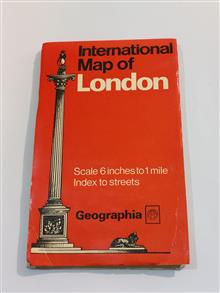 International
Map of
London
Scale 6 inches to 1 mile
Index to streets
Geographia